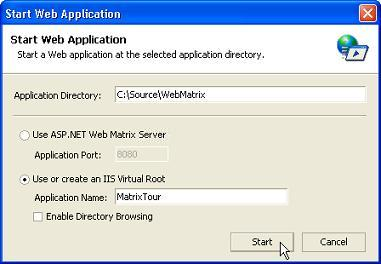 Start Web Application
Start Web Application
Start a Web application at the selected application directory.
Application Directory: C:\Source\WebMatrix
Use ASP.NET Web Matrix Server
Application Port: 8080
Use or create an IIS Virtual Root
Application Name: MatrixTour
Enable Directory Browsing
Start Cancel